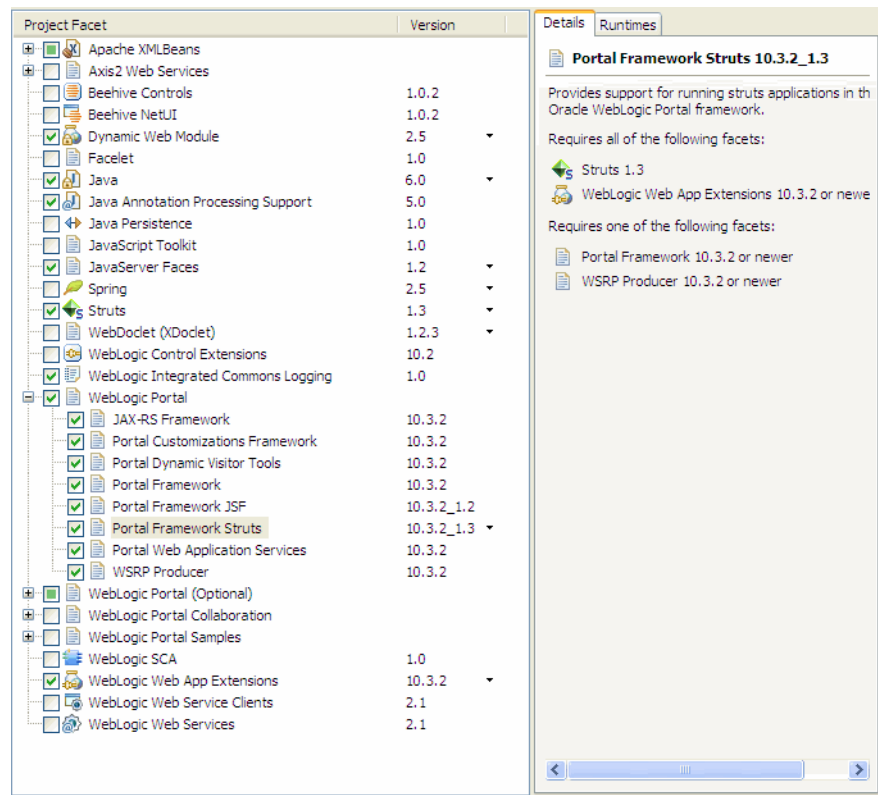 Project Facet Version
Apache XMLBeans
Axis2 Web Services
Beehive Controls 1.0.2
Beehive NetUI 1.0.2
Dynamic Web Module 2.5
Facelet 1.0
Java 6.0
Java Annotation Processing Support 5.0
Java Persistence 1.0
JavaScript Toolkit 1.0
JavaServer Faces 1.2
Spring 2.5
Struts 1.3
WebDoclet (XDoclet) 1.2.3
WebLogic Control Extensions 10.2
WebLogic Integrated Commons Logging 1.0
WebLogic Portal
JAX-RS Framework 10.3.2
Portal Customizations Framework 10.3.2
Portal Dynamic Visitor Tools 10.3.2
Portal Framework 10.3.2
Portal Framework JSF 10.3.2_1.2
Portal Framework Struts 10.3.2_1.3
Portal Web Application Services 10.3.2
WSRP Producer 10.3.2
WebLogic Portal (Optional)
WebLogic Portal Collaboration
WebLogic Portal Samples
WebLogic SCA 1.0
WebLogic Web App Extensions 10.3.2
WebLogic Web Service Clients 2.1
WebLogic Web Services 2.1
Details Runtimes
Portal Framework Struts 10.3.2_1.3
Provides support for running struts applications in th
Oracle WebLogic Portal framework.
Requires all of the following facets:
Struts 1.3
WebLogic Web App Extensions 10.3.2 or newe
Requires one of the following facets:
Portal Framework 10.3.2 or newer
WSRP Producer 10.3.2 or newer